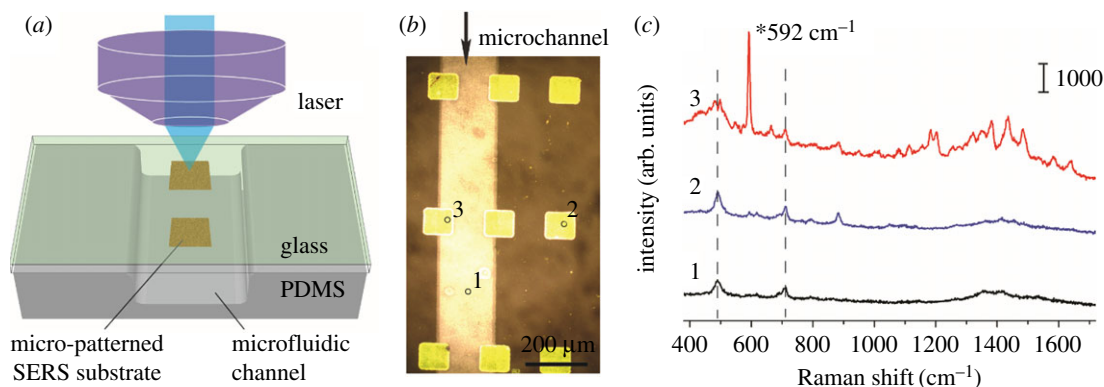 (a)
laser
glass
PDMS
micro-patterned
SERS substrate
microfluidic
channel
(b)
microchannel
3
2
1
200 µm
(c)
*592 cm⁻¹
1000
3
2
1
intensity (arb. units)
400 600 800 1000 1200 1400 1600
Raman shift (cm⁻¹)